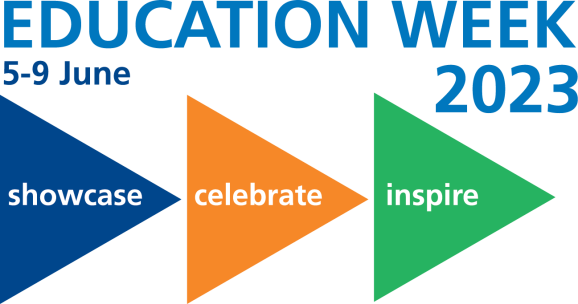 EDUCATION WEEK
5-9 June
2023
showcase
celebrate
inspire